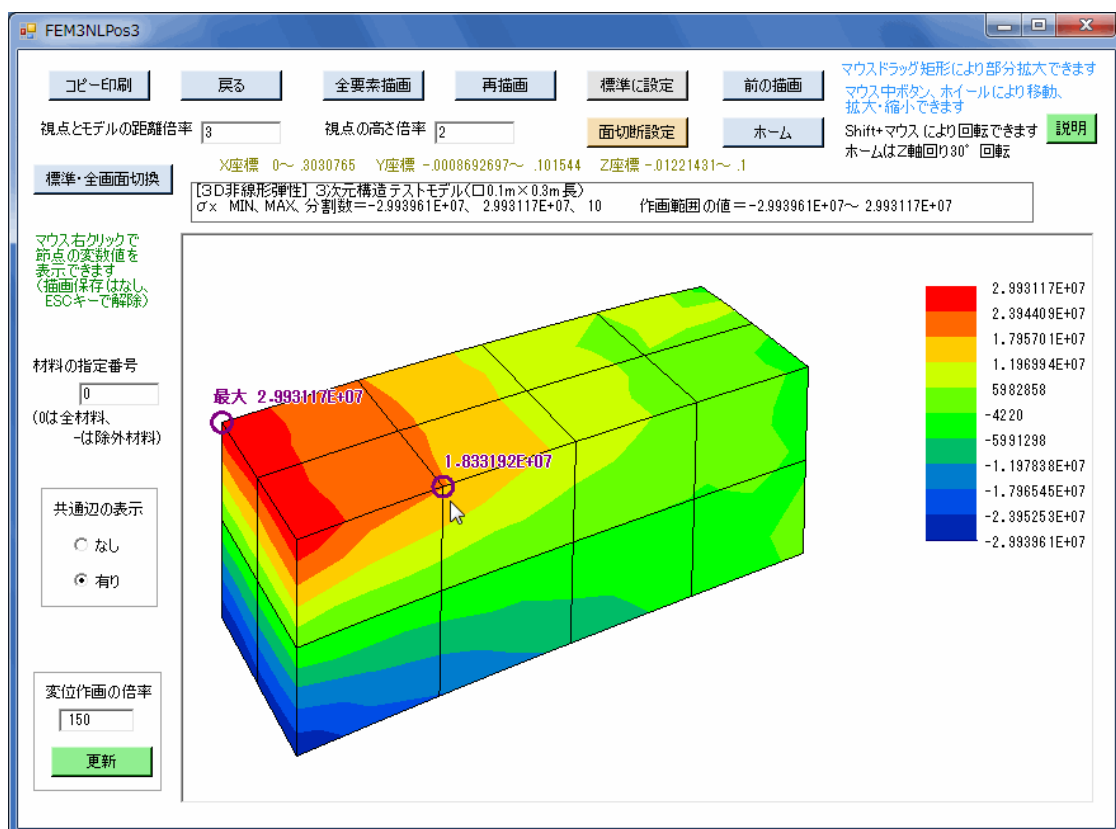 FEM3NLPos3
コピー印刷
戻る
全要素描画
再描画
標準に設定
前の描画
マウスドラッグ矩形により部分拡大できます
マウス中ボタン、ホイールにより移動、
拡大・縮小できます
視点とモデルの距離倍率 3
視点の高さ倍率 2
面切断設定
ホーム
Shift+マウスにより回転できます
ホームはZ軸回り30° 回転
説明
標準・全画面切換
X座標 0～ .3030765 Y座標 -.0008692697～ .101544 Z座標 -.01221431～ .1
[3D非線形弾性] 3次元構造テストモデル(口0.1m×0.3m長)
σx MIN、MAX、分割数=-2.993961E+07、 2.993117E+07、 10 作画範囲の値=-2.993961E+07～ 2.993117E+07
マウス右クリックで
節点の変数値を
表示できます
(描画保存はなし、
ESCキーで解除)
材料の指定番号
0
(0は全材料、
-は除外材料)
共通辺の表示
なし
有り
変位作画の倍率
150
更新
最大 2.993117E+07
1.833192E+07
2.993117E+07
2.394409E+07
1.795701E+07
1.196994E+07
5982858
-4220
-5991298
-1.197838E+07
-1.796545E+07
-2.395253E+07
-2.993961E+07